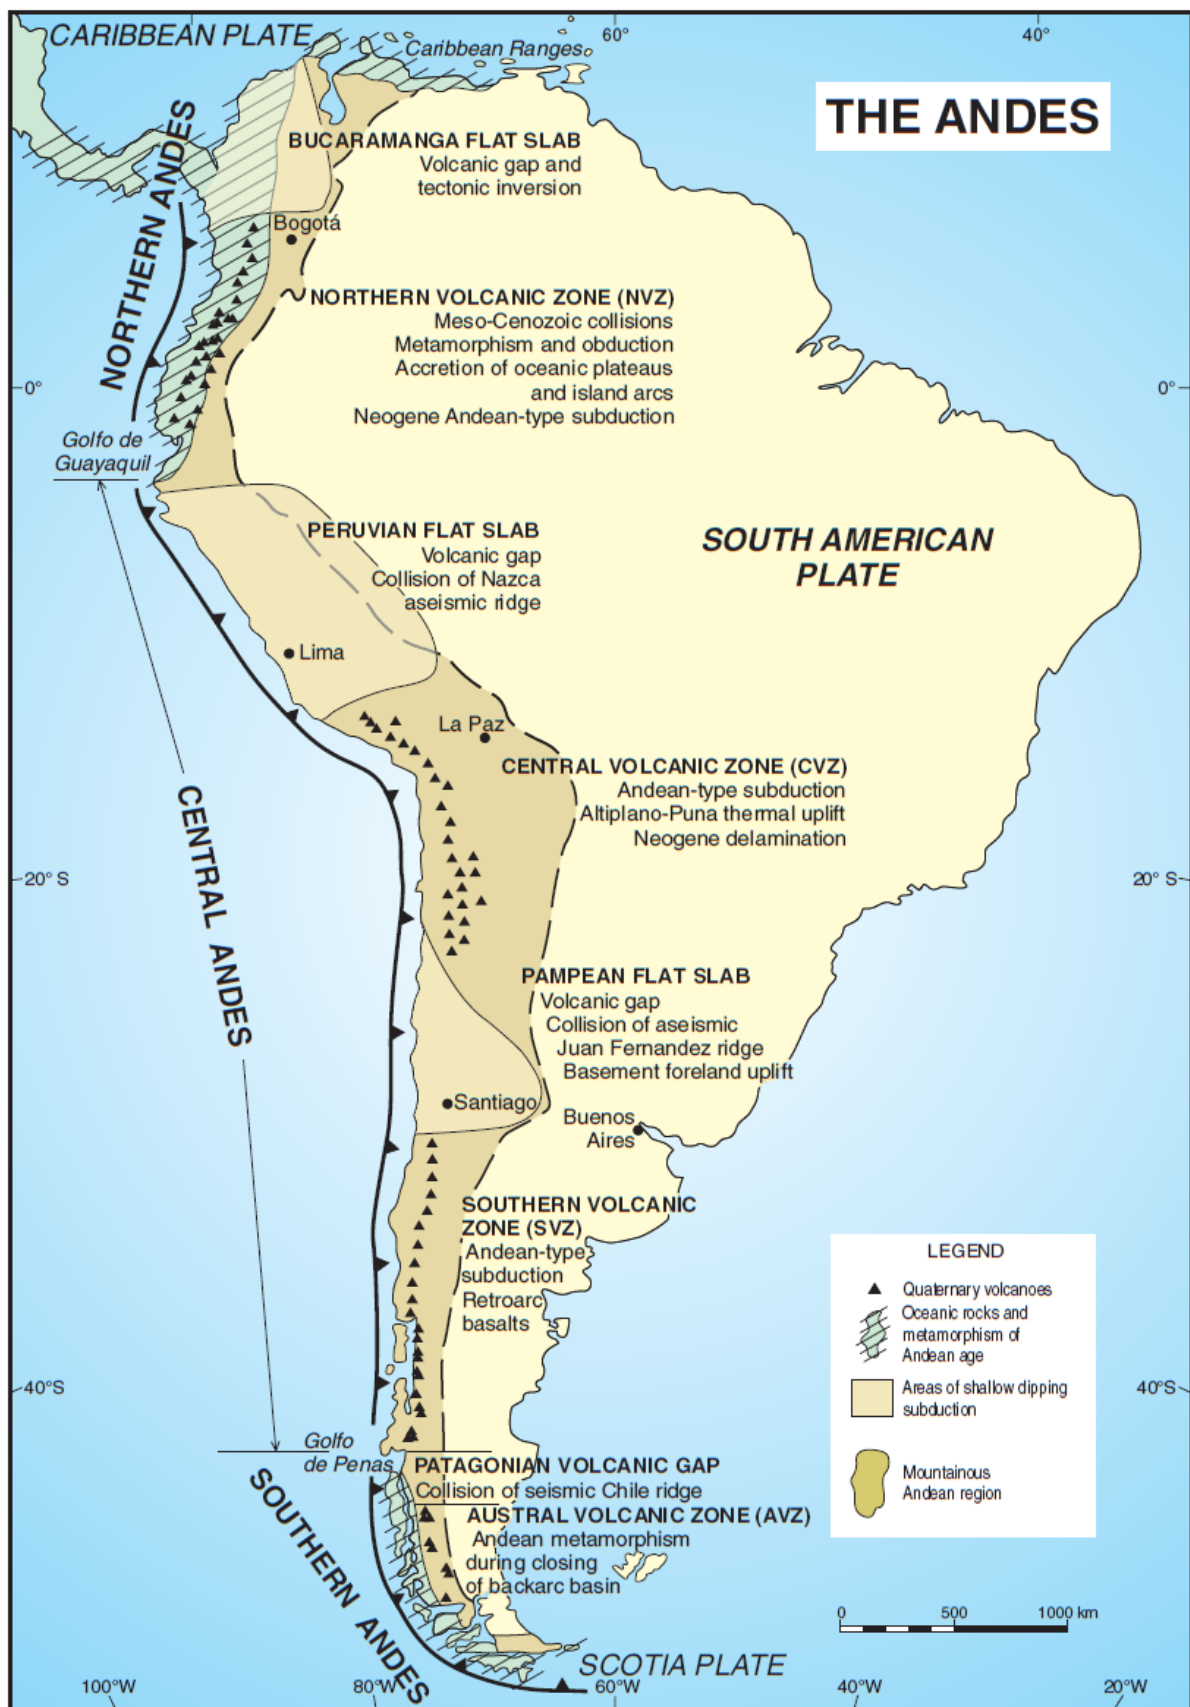 CARIBBEAN PLATE
Caribbean Ranges
60°
40°
THE ANDES
BUCARAMANGA FLAT SLAB
Volcanic gap and
tectonic inversion
NORTHERN ANDES
Bogotá
NORTHERN VOLCANIC ZONE (NVZ)
Meso-Cenozoic collisions
Metamorphism and obduction
Accretion of oceanic plateaus
and island arcs
Neogene Andean-type subduction
0°
0°
Golfo de
Guayaquil
PERUVIAN FLAT SLAB
Volcanic gap
Collision of Nazca
aseismic ridge
SOUTH AMERICAN
PLATE
Lima
La Paz
CENTRAL VOLCANIC ZONE (CVZ)
Andean-type subduction
Altiplano-Puna thermal uplift
Neogene delamination
CENTRAL ANDES
20° S
20° S
PAMPEAN FLAT SLAB
Volcanic gap
Collision of aseismic
Juan Fernandez ridge
Basement foreland uplift
Santiago
Buenos
Aires
SOUTHERN VOLCANIC
ZONE (SVZ)
Andean-type
subduction
Retroarc
basalts
LEGEND
Quaternary volcanoes
Oceanic rocks and
metamorphism of
Andean age
Areas of shallow dipping
subduction
Mountainous
Andean region
40°S
40°S
Golfo
de Penas
PATAGONIAN VOLCANIC GAP
Collision of seismic Chile ridge
AUSTRAL VOLCANIC ZONE (AVZ)
Andean metamorphism
during closing
of backarc basin
SOUTHERN ANDES
0 500 1000 km
SCOTIA PLATE
100°W 80°W 60°W 40°W 20°W